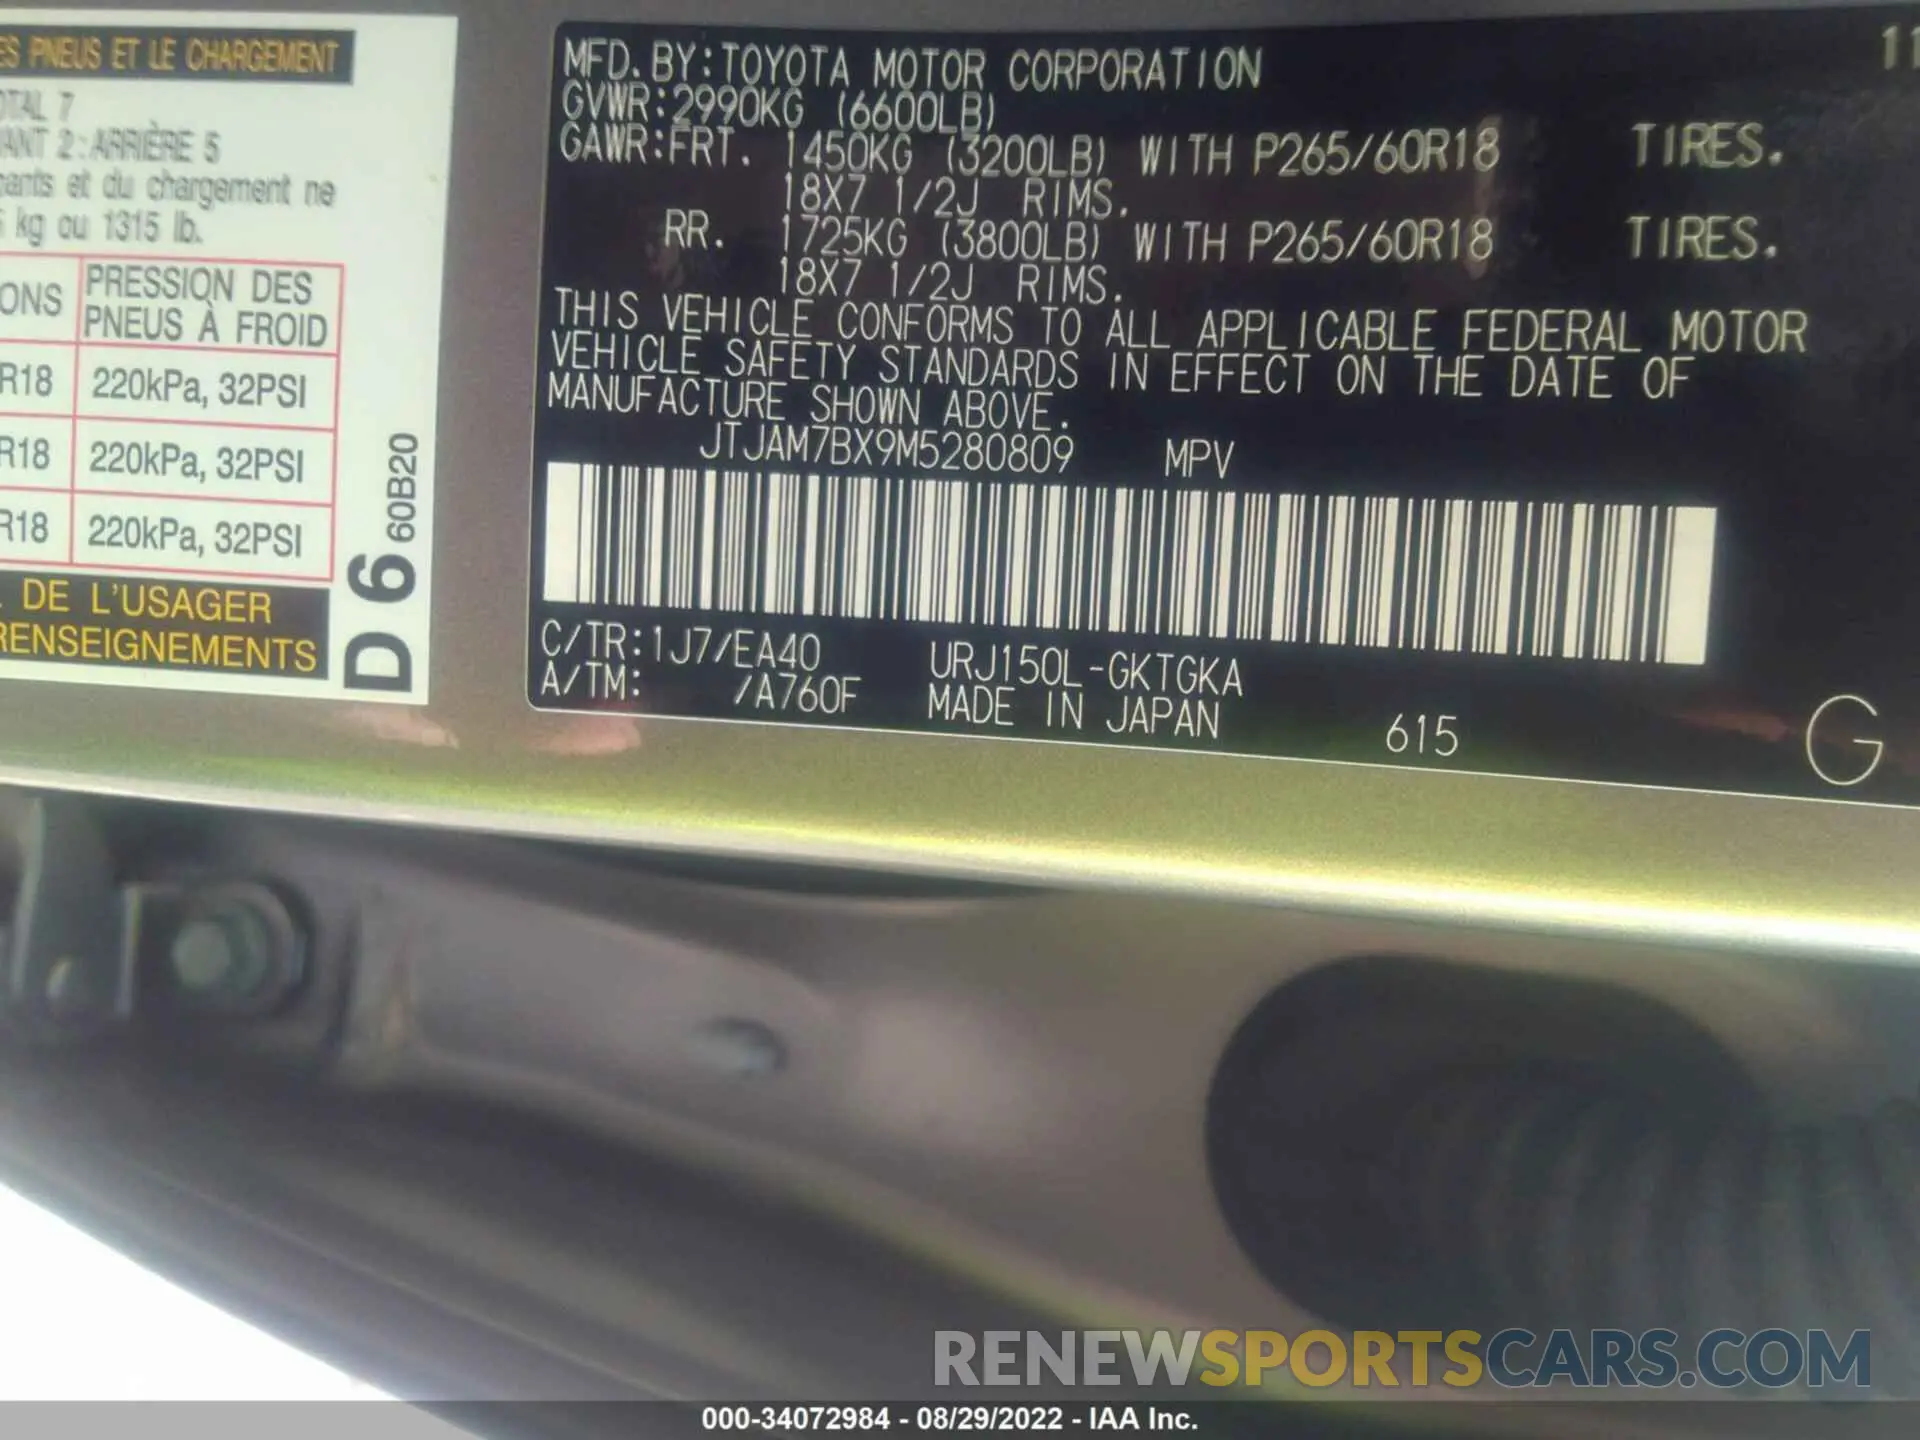 ES PNEUS ET LE CHARGEMENT
OTAL 7
VANT 2:ARRIÈRE 5
pants et du chargement ne
5 kg ou 1315 lb.
ONS PRESSION DES
PNEUS À FROID
R18 220kPa, 32PSI
R18 220kPa, 32PSI
R18 220kPa, 32PSI
DE L'USAGER
RENSEIGNEMENTS
D 6 60B20
MFD.BY:TOYOTA MOTOR CORPORATION 11
GVWR:2990KG (6600LB)
GAWR:FRT. 1450KG (3200LB) WITH P265/60R18 TIRES.
18X7 1/2J RIMS.
RR. 1725KG (3800LB) WITH P265/60R18 TIRES.
18X7 1/2J RIMS.
THIS VEHICLE CONFORMS TO ALL APPLICABLE FEDERAL MOTOR
VEHICLE SAFETY STANDARDS IN EFFECT ON THE DATE OF
MANUFACTURE SHOWN ABOVE.
JTJAM7BX9M5280809 MPV
C/TR:1J7/EA40 URJ150L-GKTGKA
A/TM: /A760F MADE IN JAPAN 615 G
RENEWSPORTSCARS.COM
000-34072984 - 08/29/2022 - IAA Inc.